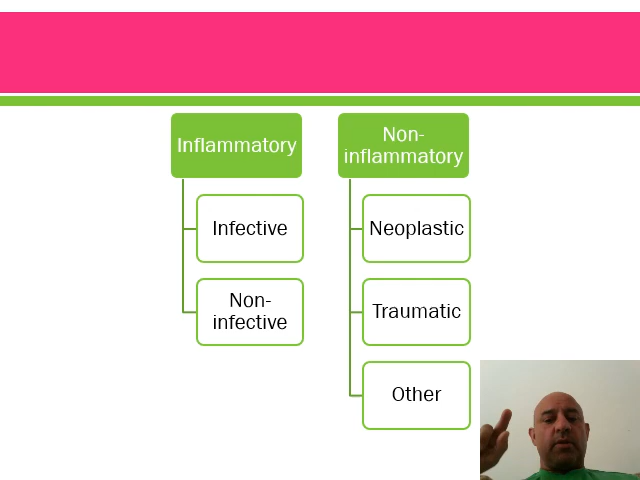 Inflammatory
Infective
Non-
infective
Non-
inflammatory
Neoplastic
Traumatic
Other